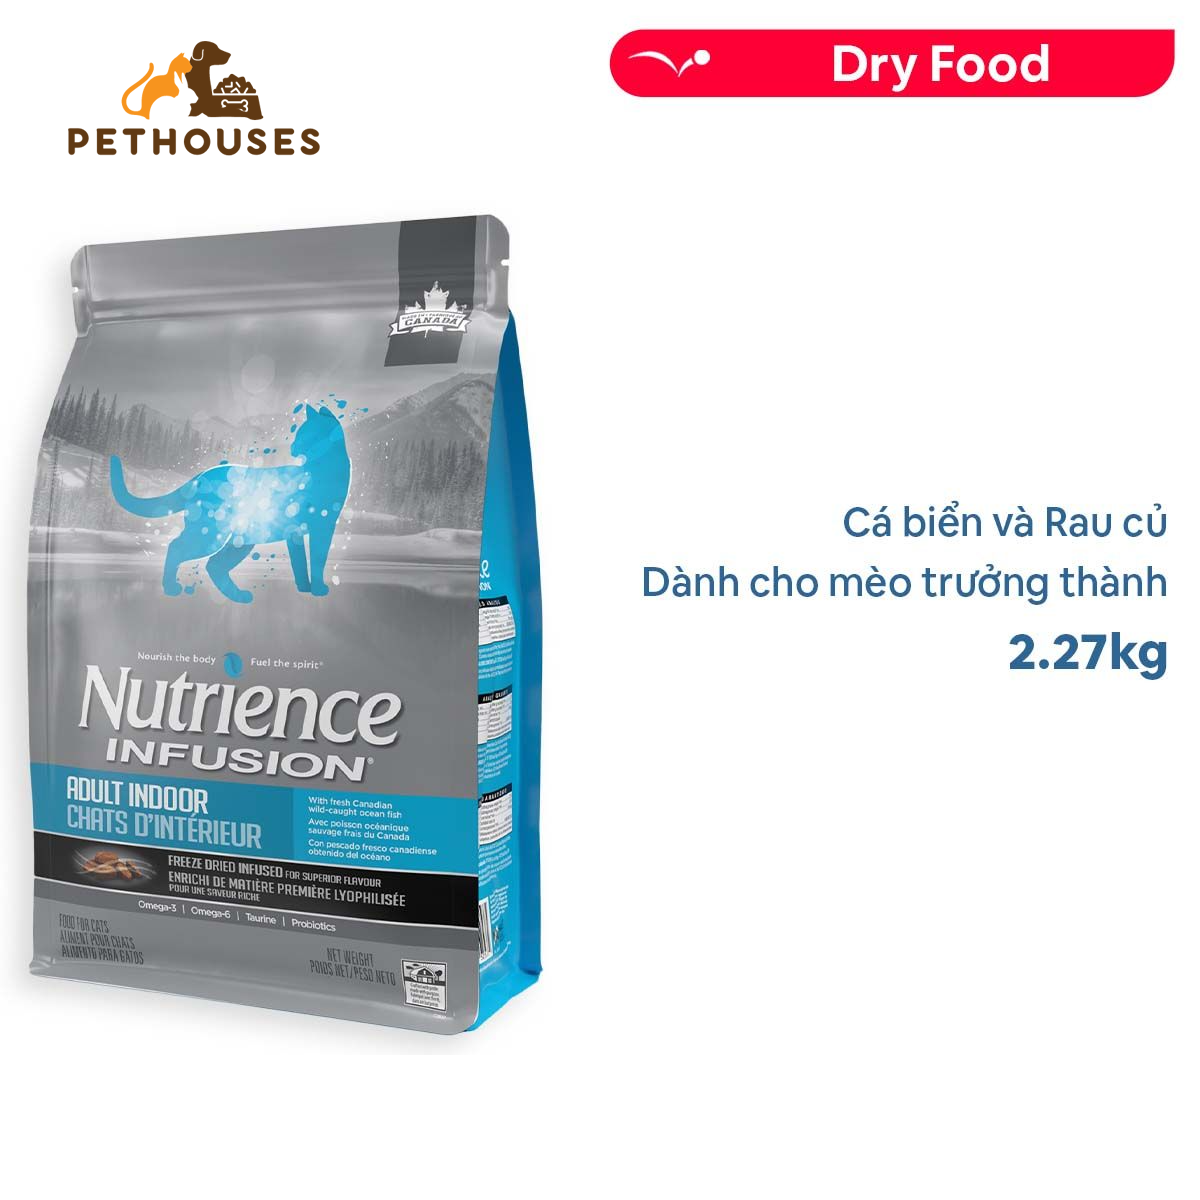 PETHOUSES
Dry Food
MADE IN • FABRIQUÉ AU
CANADA
Cá biển và Rau củ
Dành cho mèo trưởng thành
2.27kg
Nourish the body Fuel the spirit®
Nutrience
INFUSION®
ADULT INDOOR
CHATS D'INTÉRIEUR
With fresh Canadian
wild-caught ocean fish
Avec poisson océanique
sauvage frais du Canada
Con pescado fresco canadiense
obtenido del océano
FREEZE DRIED INFUSED FOR SUPERIOR FLAVOUR
ENRICHI DE MATIÈRE PREMIÈRE LYOPHILISÉE
POUR UNE SAVEUR RICHE
Omega-3 | Omega-6 | Taurine | Probiotics
FOOD FOR CATS
ALIMENT POUR CHATS
ALIMENTO PARA GATOS
NET WEIGHT
POIDS NET/PESO NETO